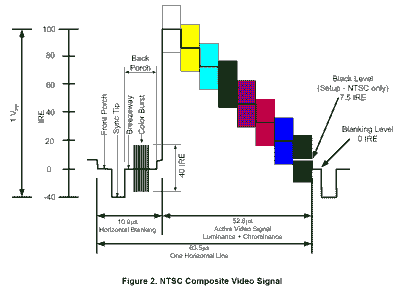 1 Vpp
IRE
100
80
60
40
20
0
-20
-40
Front Porch
Sync Tip
Breezeway
Color Burst
Back
Porch
40 IRE
Black Level
(Setup - NTSC only)
7.5 IRE
Blanking Level
0 IRE
10.9μs
Horizontal Blanking
52.6μs
Active Video Signal
Luminance + Chrominance
63.5μs
One Horizontal Line
Figure 2. NTSC Composite Video Signal